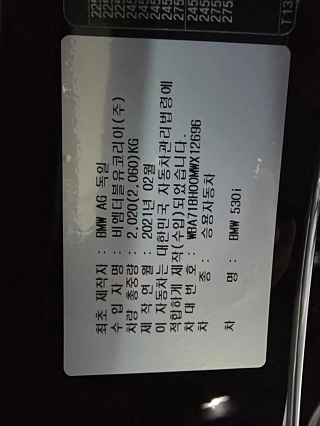 최초 제작자 : BMW AG 독일
수 입 자 명 : 비엠더블유코리아(주)
차량 총중량 : 2,020(2,060)KG
제 작 연 월 : 2021년 02월
이 자동차는 대한민국 자동차관리법령에
적합하게 제작(수입)되었습니다.
차 대 번 호 : WBA71BH00MWX12696
차 종 : 승용자동차
차 명 : BMW 530i